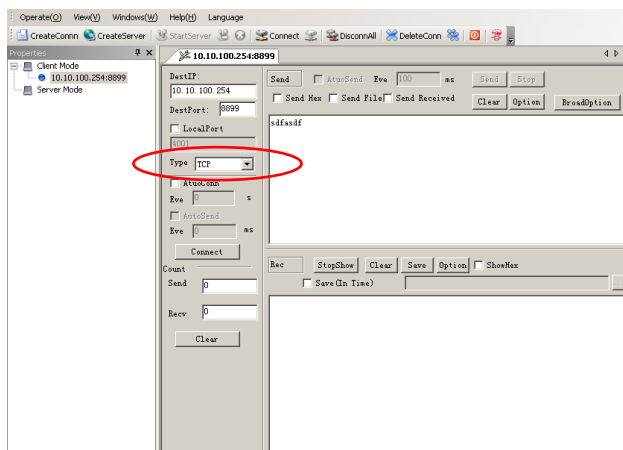 Operate(O) View(V) Windows(W) Help(H) Language
CreateConnn CreateServer StartServer Connect DisconnAll DeleteConn
Properties
Client Mode
10.10.100.254:8899
Server Mode
10.10.100.254:8899
DestIP:
10.10.100.254
DestPort: 8899
LocalPort
4001
Type TCP
AtuoConn
Eve 0 s
AutoSend
Eve 0 ms
Connect
Count
Send 0
Recv 0
Clear
Send AtuoSend Eve 100 ms Send Stop
Send Hex Send File Send Received Clear Option BroadOption
sdfasdf
Rec StopShow Clear Save Option ShowHex
Save(In Time)